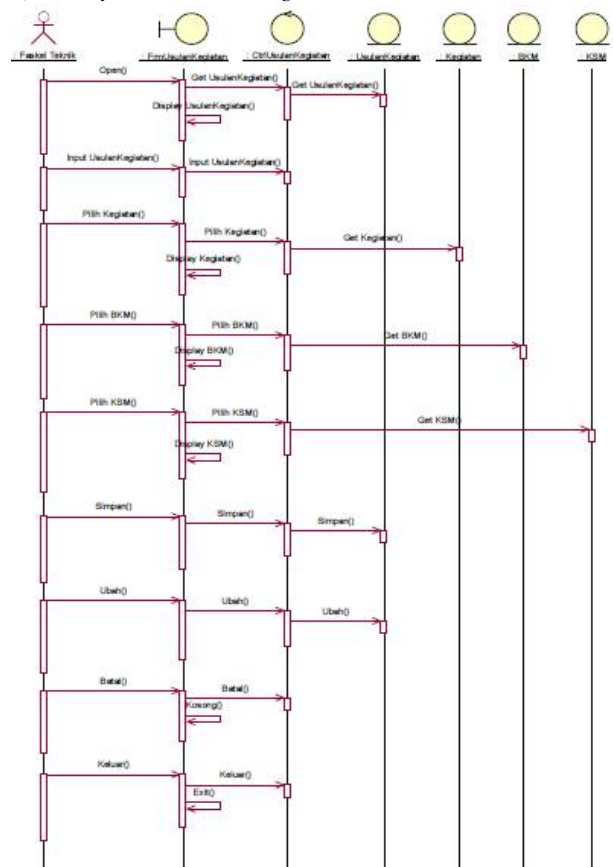 : Faskel Teknik
: FrmUsulanKegiatan
: CtrlUsulanKegiatan
: UsulanKegiatan
: Kegiatan
: BKM
: KSM
Open()
Get UsulanKegiatan()
Get UsulanKegiatan()
Display UsulanKegiatan()
Input UsulanKegiatan()
Input UsulanKegiatan()
Pilih Kegiatan()
Pilih Kegiatan()
Get Kegiatan()
Display Kegiatan()
Pilih BKM()
Pilih BKM()
Get BKM()
Display BKM()
Pilih KSM()
Pilih KSM()
Get KSM()
Display KSM()
Simpan()
Simpan()
Simpan()
Ubah()
Ubah()
Ubah()
Batal()
Batal()
Kosong()
Keluar()
Keluar()
Exit()